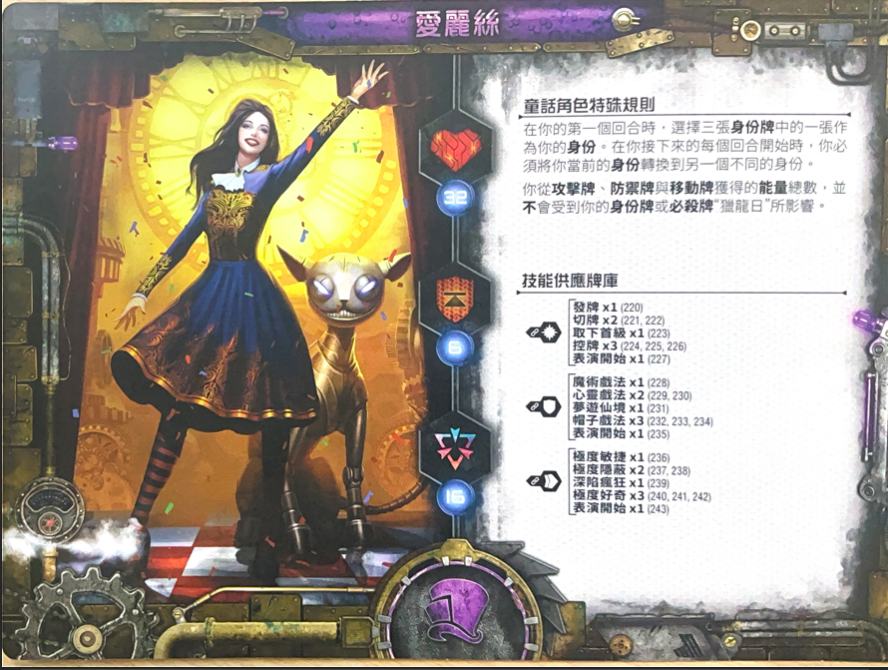 愛麗絲
童話角色特殊規則
在你的第一個回合時，選擇三張身份牌中的一張作
為你的身份。在你接下來的每個回合開始時，你必
須將你當前的身份轉換到另一個不同的身份。
你從攻擊牌、防禦牌與移動牌獲得的能量總數，並
不會受到你的身份牌或必殺牌“獵龍日”所影響。
32
6
16
技能供應牌庫
發牌 x1 (220)
切牌 x2 (221, 222)
取下首級 x1 (223)
控牌 x3 (224, 225, 226)
表演開始 x1 (227)
魔術戲法 x1 (228)
心靈戲法 x2 (229, 230)
夢遊仙境 x1 (231)
帽子戲法 x3 (232, 233, 234)
表演開始 x1 (235)
極度敏捷 x1 (236)
極度隱蔽 x2 (237, 238)
深陷瘋狂 x1 (239)
極度好奇 x3 (240, 241, 242)
表演開始 x1 (243)